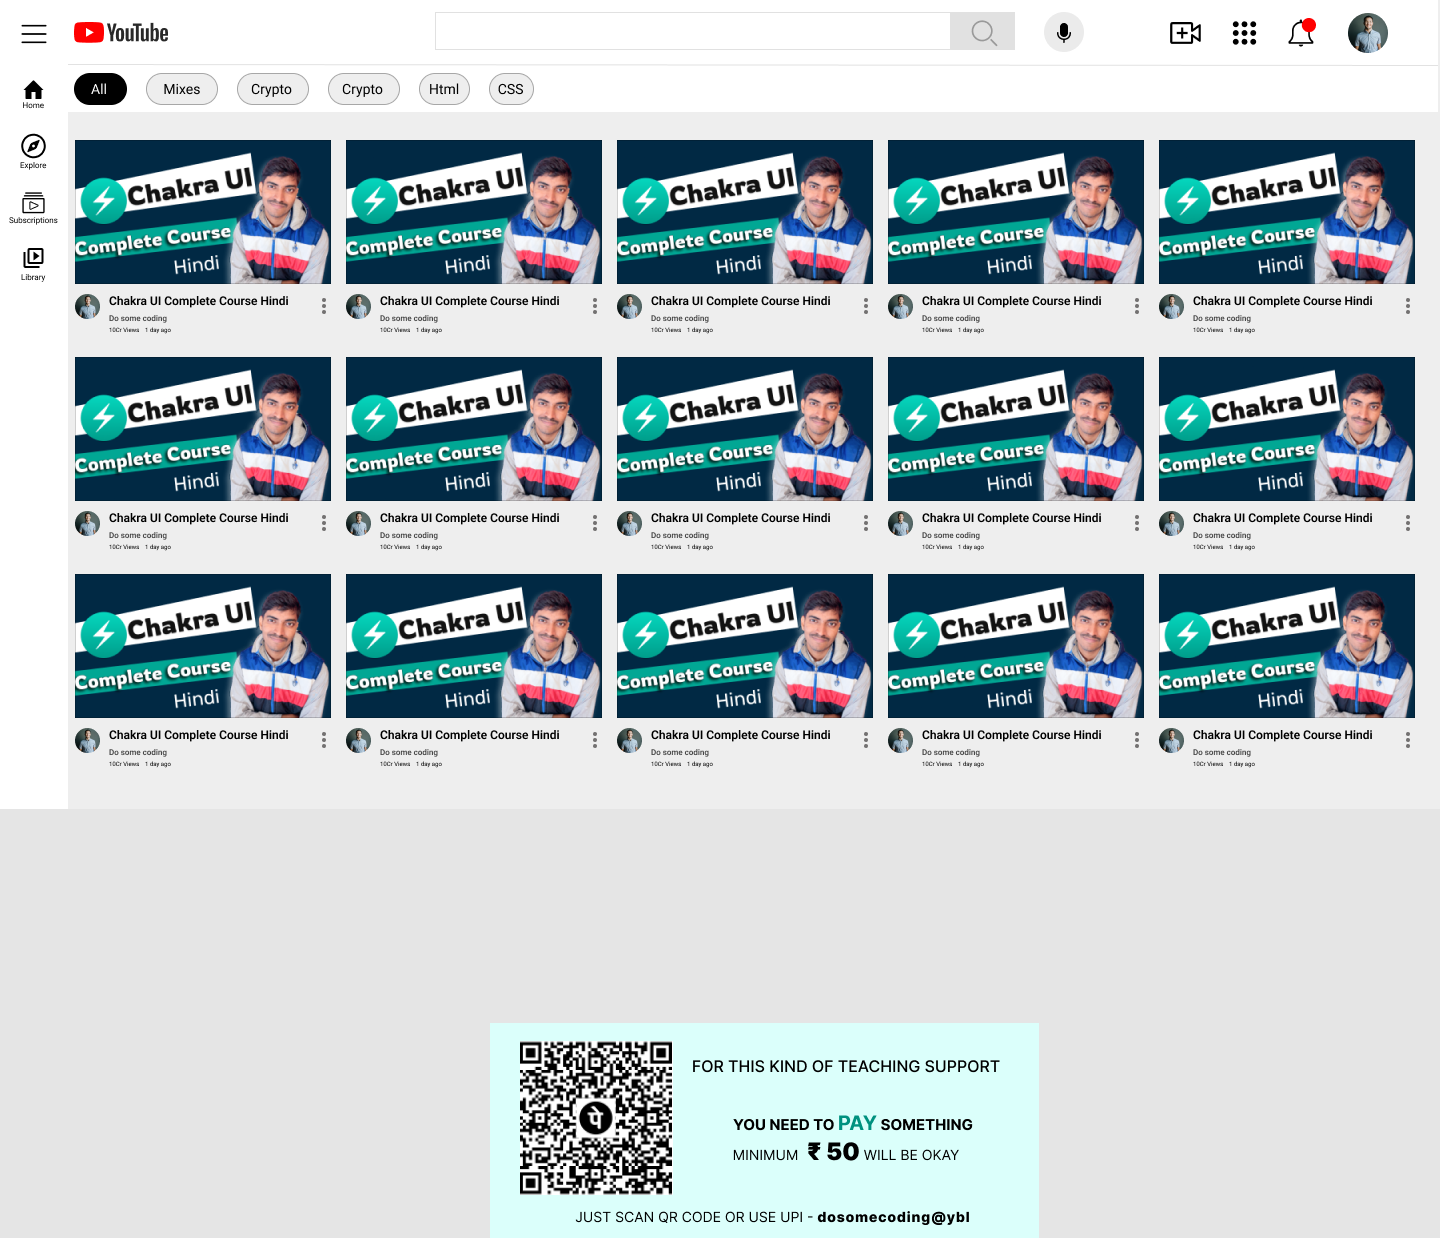 YouTube
All Mixes Crypto Crypto Html CSS
Home
Explore
Subscriptions
Library
Chakra UI Chakra UI Chakra UI Chakra UI Chakra UI
Complete Course Complete Course Complete Course Complete Course Complete Course
Hindi Hindi Hindi Hindi Hindi
Chakra UI Complete Course Hindi Chakra UI Complete Course Hindi Chakra UI Complete Course Hindi Chakra UI Complete Course Hindi Chakra UI Complete Course Hindi
Do some coding Do some coding Do some coding Do some coding Do some coding
10Cr Views 1 day ago 10Cr Views 1 day ago 10Cr Views 1 day ago 10Cr Views 1 day ago 10Cr Views 1 day ago
Chakra UI Chakra UI Chakra UI Chakra UI Chakra UI
Complete Course Complete Course Complete Course Complete Course Complete Course
Hindi Hindi Hindi Hindi Hindi
Chakra UI Complete Course Hindi Chakra UI Complete Course Hindi Chakra UI Complete Course Hindi Chakra UI Complete Course Hindi Chakra UI Complete Course Hindi
Do some coding Do some coding Do some coding Do some coding Do some coding
10Cr Views 1 day ago 10Cr Views 1 day ago 10Cr Views 1 day ago 10Cr Views 1 day ago 10Cr Views 1 day ago
Chakra UI Chakra UI Chakra UI Chakra UI Chakra UI
Complete Course Complete Course Complete Course Complete Course Complete Course
Hindi Hindi Hindi Hindi Hindi
Chakra UI Complete Course Hindi Chakra UI Complete Course Hindi Chakra UI Complete Course Hindi Chakra UI Complete Course Hindi Chakra UI Complete Course Hindi
Do some coding Do some coding Do some coding Do some coding Do some coding
10Cr Views 1 day ago 10Cr Views 1 day ago 10Cr Views 1 day ago 10Cr Views 1 day ago 10Cr Views 1 day ago
FOR THIS KIND OF TEACHING SUPPORT
YOU NEED TO PAY SOMETHING
MINIMUM ₹ 50 WILL BE OKAY
पे
JUST SCAN QR CODE OR USE UPI - dosomecoding@ybl